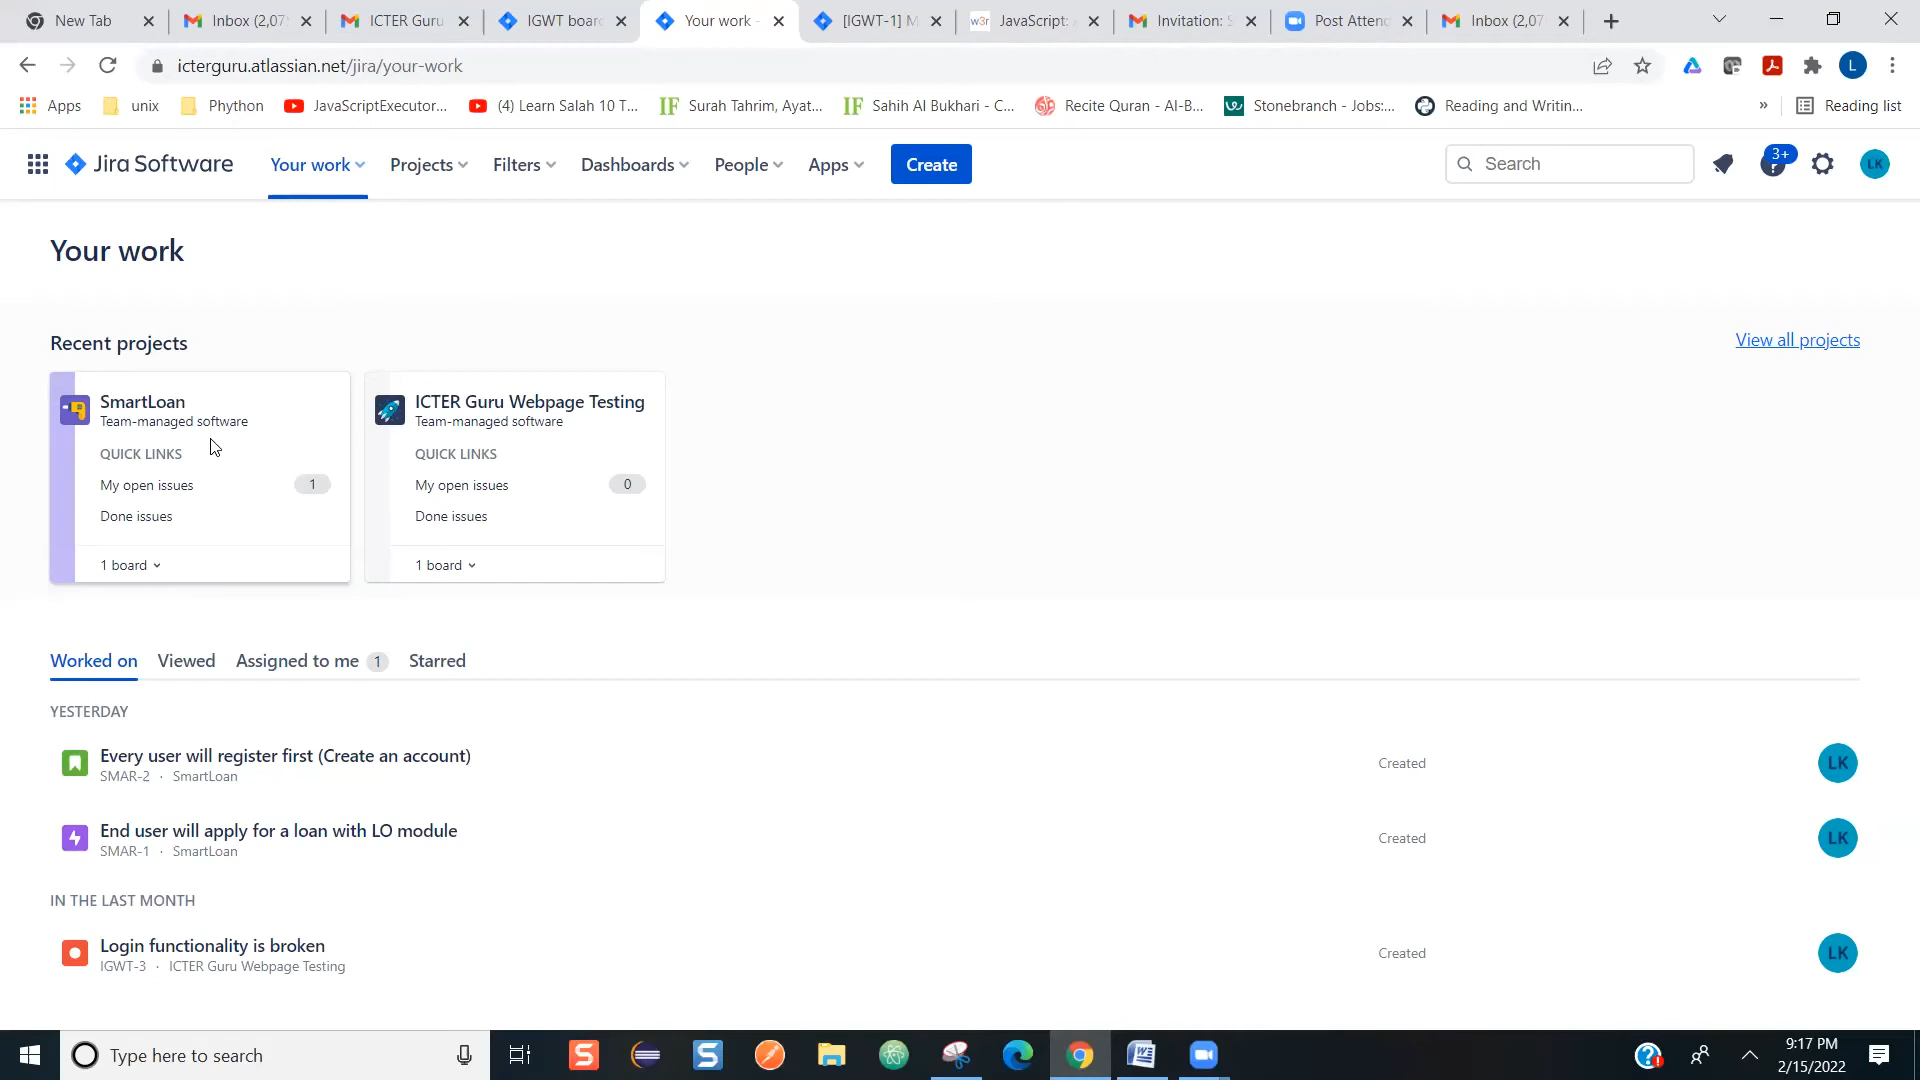 New Tab
Inbox (2,07
ICTER Guru
IGWT board
Your work -
[IGWT-1] M
w3r JavaScript:
Invitation: S
Post Attend
Inbox (2,07
icterguru.atlassian.net/jira/your-work
L
Apps
unix
Phython
JavaScriptExecutor...
(4) Learn Salah 10 T...
IF Surah Tahrim, Ayat...
IF Sahih Al Bukhari - C...
Recite Quran - Al-B...
Stonebranch - Jobs:...
Reading and Writin...
»
Reading list
Jira Software
Your work
Projects
Filters
Dashboards
People
Apps
Create
Search
3+
LK
Your work
Recent projects
View all projects
SmartLoan
Team-managed software
QUICK LINKS
My open issues 1
Done issues
1 board
ICTER Guru Webpage Testing
Team-managed software
QUICK LINKS
My open issues 0
Done issues
1 board
Worked on Viewed Assigned to me 1 Starred
YESTERDAY
Every user will register first (Create an account)
SMAR-2 · SmartLoan
Created
LK
End user will apply for a loan with LO module
SMAR-1 · SmartLoan
Created
LK
IN THE LAST MONTH
Login functionality is broken
IGWT-3 · ICTER Guru Webpage Testing
Created
LK
Type here to search
9:17 PM
2/15/2022